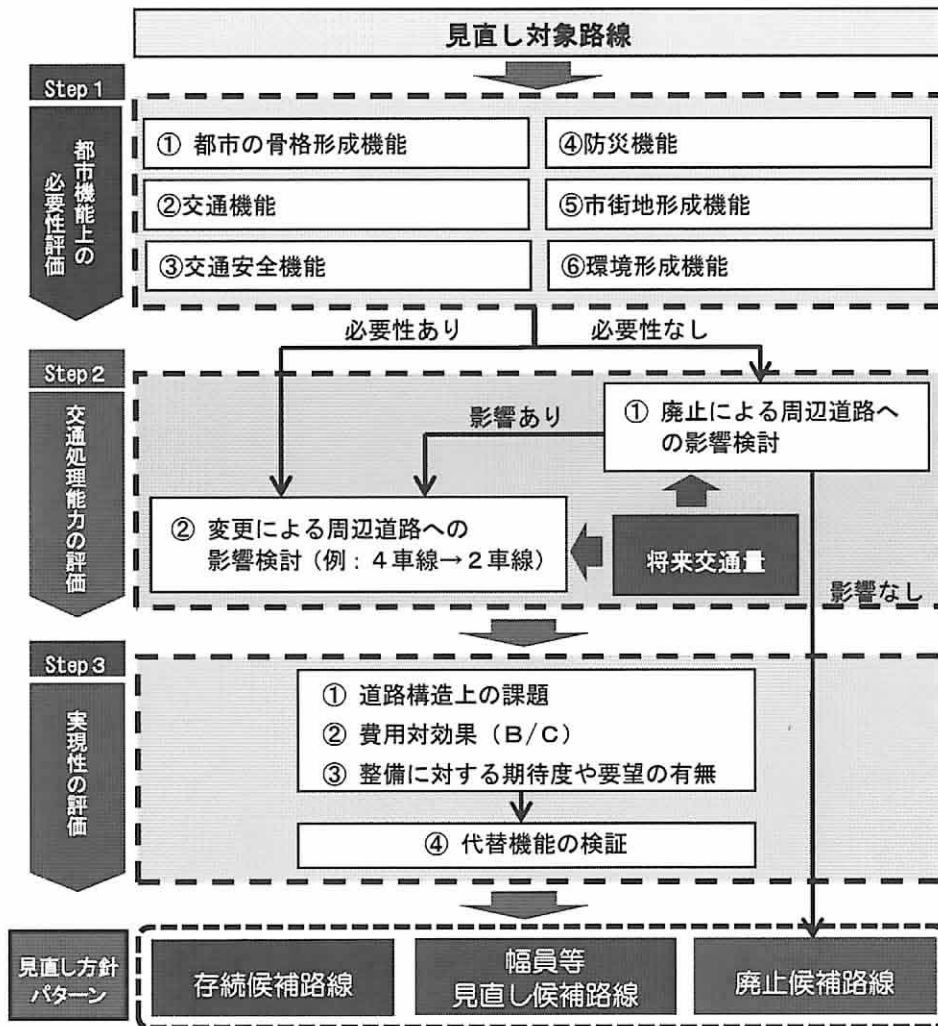 見直し対象路線
Step1
都市機能上の
必要性評価
① 都市の骨格形成機能
②交通機能
③交通安全機能
④防災機能
⑤市街地形成機能
⑥環境形成機能
必要性あり
必要性なし
Step2
交通処理能力の評価
① 廃止による周辺道路へ
の影響検討
影響あり
② 変更による周辺道路への
影響検討（例：４車線→２車線）
将来交通量
影響なし
Step3
実現性の評価
① 道路構造上の課題
② 費用対効果（Ｂ/Ｃ）
③ 整備に対する期待度や要望の有無
④ 代替機能の検証
見直し方針
パターン
存続候補路線
幅員等
見直し候補路線
廃止候補路線